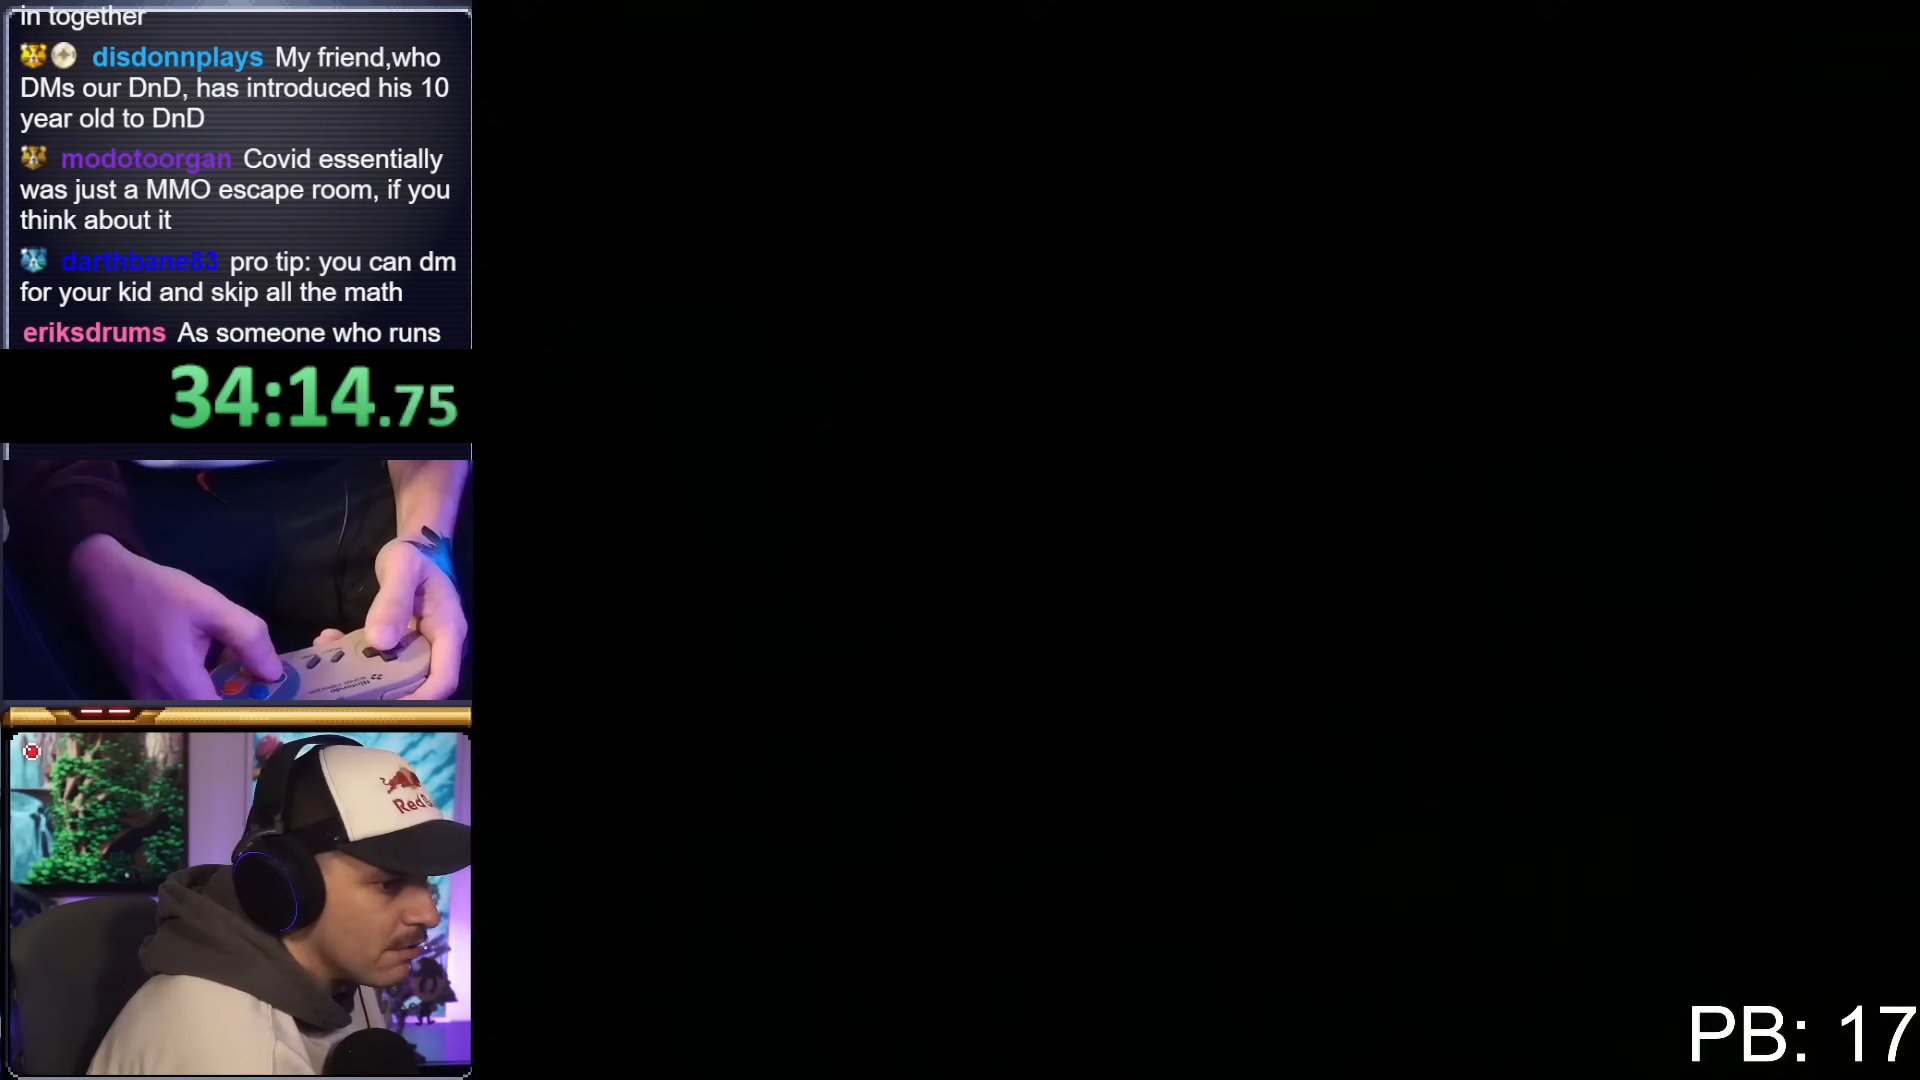 in together
disdonnplays My friend,who
DMs our DnD, has introduced his 10
year old to DnD
modotoorgan Covid essentially
was just a MMO escape room, if you
think about it
darthbane83 pro tip: you can dm
for your kid and skip all the math
eriksdrums As someone who runs
34:14.75
Nintendo
Red
PB: 17